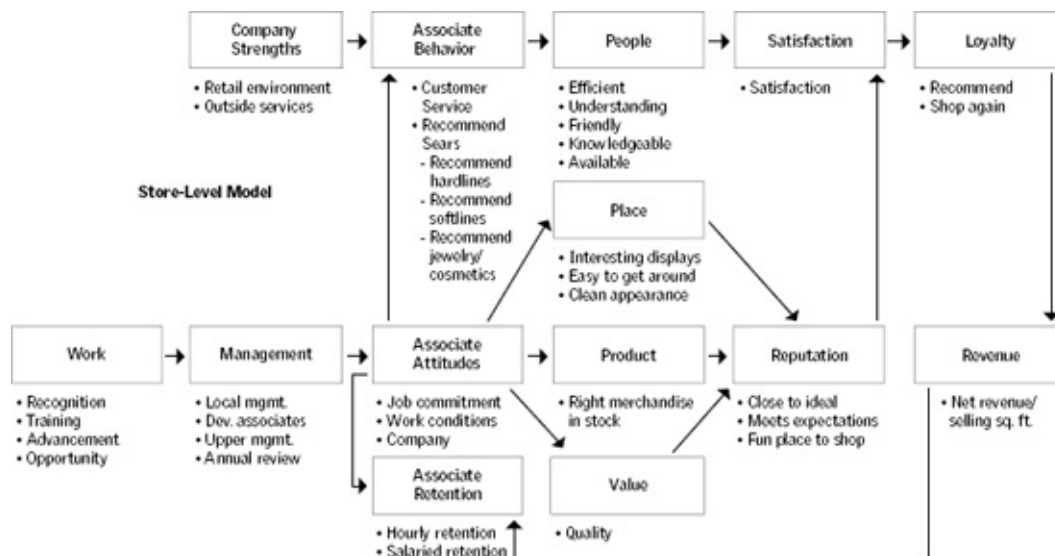 Company
Strengths
• Retail environment
• Outside services
Associate
Behavior
• Customer
Service
• Recommend
Sears
- Recommend
hardlines
- Recommend
softlines
- Recommend
jewelry/
cosmetics
People
• Efficient
• Understanding
• Friendly
• Knowledgeable
• Available
Satisfaction
• Satisfaction
Loyalty
• Recommend
• Shop again
Store-Level Model
Place
• Interesting displays
• Easy to get around
• Clean appearance
Work
• Recognition
• Training
• Advancement
• Opportunity
Management
• Local mgmt.
• Dev. associates
• Upper mgmt.
• Annual review
Associate
Attitudes
• Job commitment
• Work conditions
• Company
Product
• Right merchandise
in stock
Reputation
• Close to ideal
• Meets expectations
• Fun place to shop
Revenue
• Net revenue/
selling sq. ft.
Associate
Retention
• Hourly retention
• Salaried retention
Value
• Quality